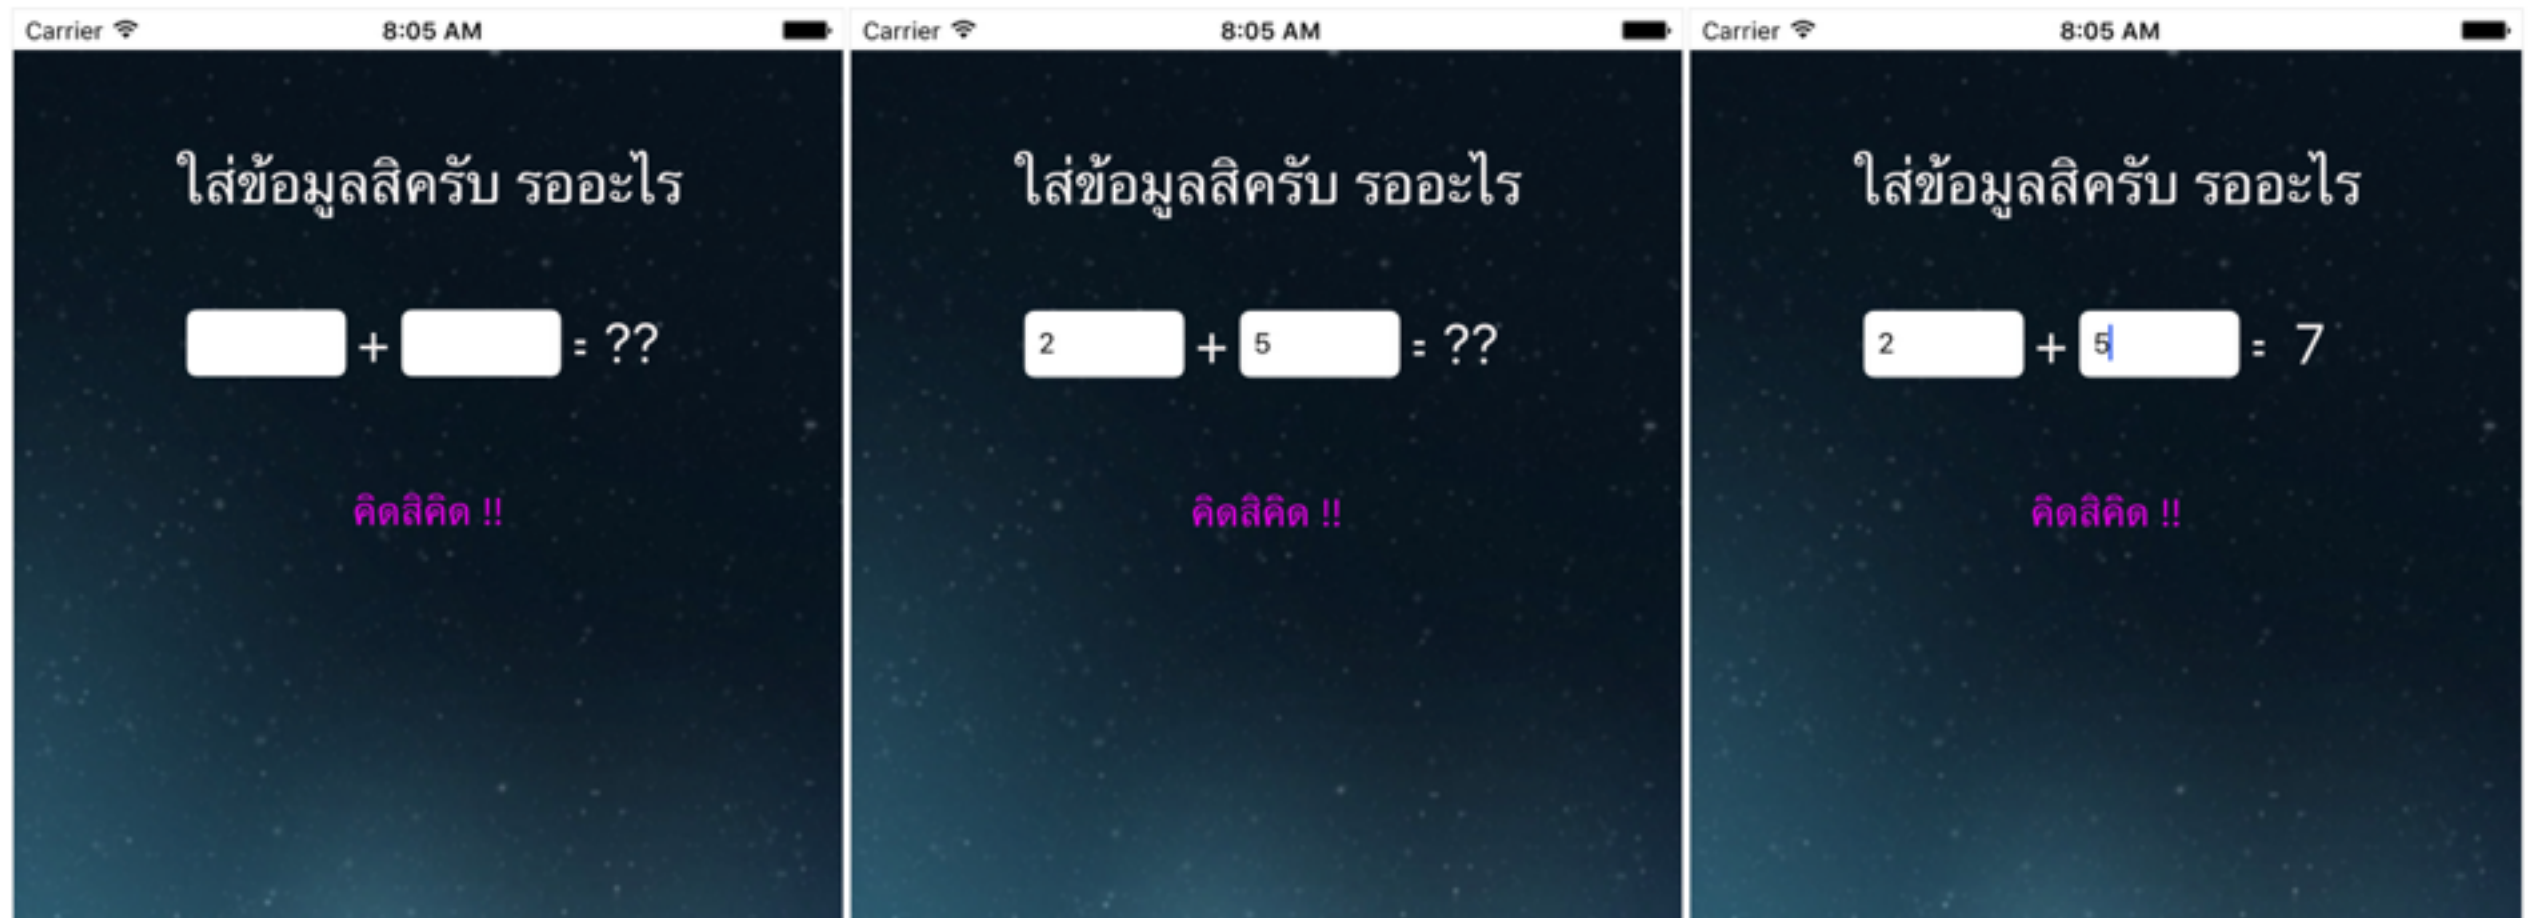 Carrier 8:05 AM
ใส่ข้อมูลสิครับ รออะไร
+ = ??
คิดสิคิด !!
Carrier 8:05 AM
ใส่ข้อมูลสิครับ รออะไร
2 + 5 = ??
คิดสิคิด !!
Carrier 8:05 AM
ใส่ข้อมูลสิครับ รออะไร
2 + 5 = 7
คิดสิคิด !!